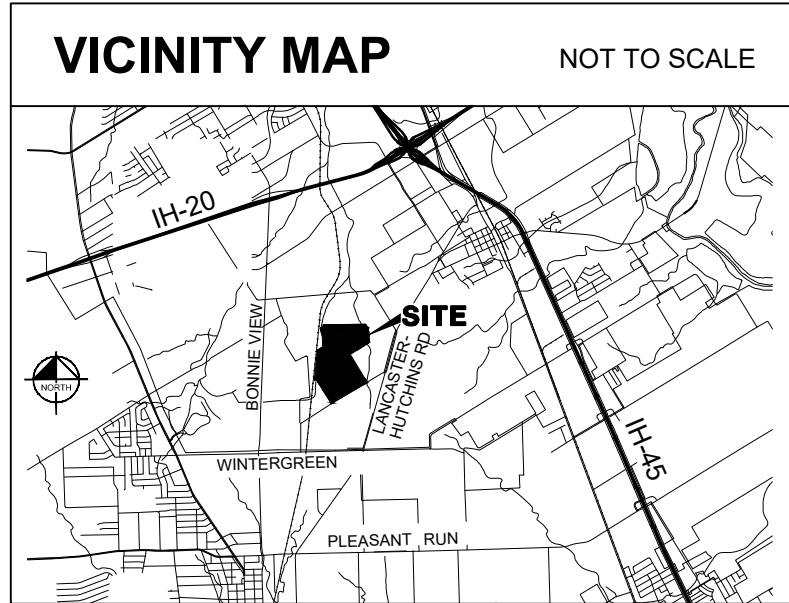 VICINITY MAP
NOT TO SCALE
IH-20
BONNIE VIEW
SITE
LANCASTER-
HUTCHINS RD
NORTH
IH-45
WINTERGREEN
PLEASANT RUN